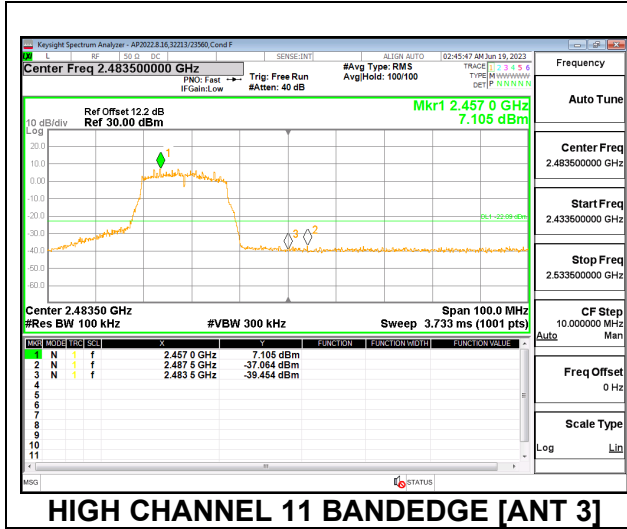 Keysight Spectrum Analyzer - AP2022.8.16,32213/23560,Cond F
L RF 50 Ω DC SENSE:INT ALIGN AUTO 02:45:47 AM Jun 19, 2023
Center Freq 2.483500000 GHz
PNO: Fast
IFGain:Low
Trig: Free Run
#Atten: 40 dB
#Avg Type: RMS
Avg|Hold: 100/100
TRACE 1 2 3 4 5 6
TYPE M WWWWW
DET P NNNNN
Ref Offset 12.2 dB
Ref 30.00 dBm
10 dB/div
Log
Mkr1 2.457 0 GHz
7.105 dBm
20.0
10.0
0.00
-10.0
-20.0
-30.0
-40.0
-50.0
-60.0
1
2
3
DL1 -22.89 dBm
Center 2.48350 GHz
Span 100.0 MHz
#Res BW 100 kHz
#VBW 300 kHz
Sweep 3.733 ms (1001 pts)
MKR MODE TRC SCL X Y FUNCTION FUNCTION WIDTH FUNCTION VALUE
1 N 1 f 2.457 0 GHz 7.105 dBm
2 N 1 f 2.487 5 GHz -37.064 dBm
3 N 1 f 2.483 5 GHz -39.454 dBm
4
5
6
7
8
9
10
11
MSG
STATUS
Frequency
Auto Tune
Center Freq
2.483500000 GHz
Start Freq
2.433500000 GHz
Stop Freq
2.533500000 GHz
CF Step
10.000000 MHz
Auto Man
Freq Offset
0 Hz
Scale Type
Log Lin
HIGH CHANNEL 11 BANDEDGE [ANT 3]